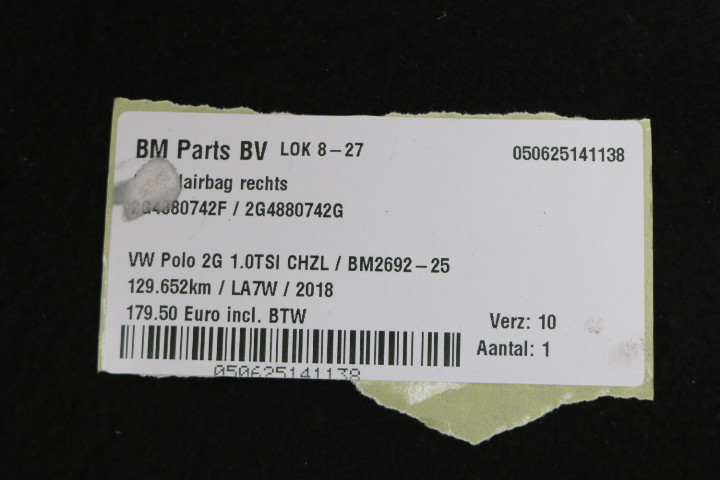 BM Parts BV LOK 8-27 050625141138
rechts
2G4880742F / 2G4880742G
VW Polo 2G 1.0TSI CHZL / BM2692-25
129.652km / LA7W / 2018
179.50 Euro incl. BTW
Verz: 10
Aantal: 1
050625141138